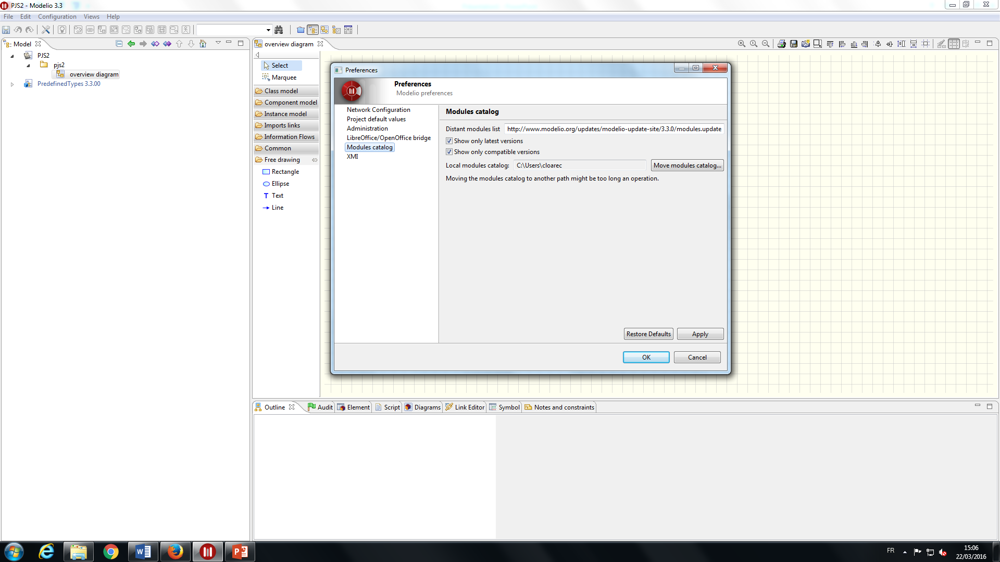 PJS2 - Modelio 3.3
File Edit Configuration Views Help
Model
PJS2
pjs2
overview diagram
PredefinedTypes 3.3.00
overview diagram
Select
Marquee
Class model
Component model
Instance model
Imports links
Information Flows
Common
Free drawing
Rectangle
Ellipse
Text
Line
Preferences
Preferences
Modelio preferences
Network Configuration
Project default values
Administration
LibreOffice/OpenOffice bridge
Modules catalog
XMI
Modules catalog
Distant modules list http://www.modelio.org/updates/modelio-update-site/3.3.0/modules.update
Show only latest versions
Show only compatible versions
Local modules catalog: C:\Users\cloarec Move modules catalog...
Moving the modules catalog to another path might be too long an operation.
Restore Defaults Apply
OK Cancel
Outline Audit Element Script Diagrams Link Editor Symbol Notes and constraints
FR
15:06
22/03/2016